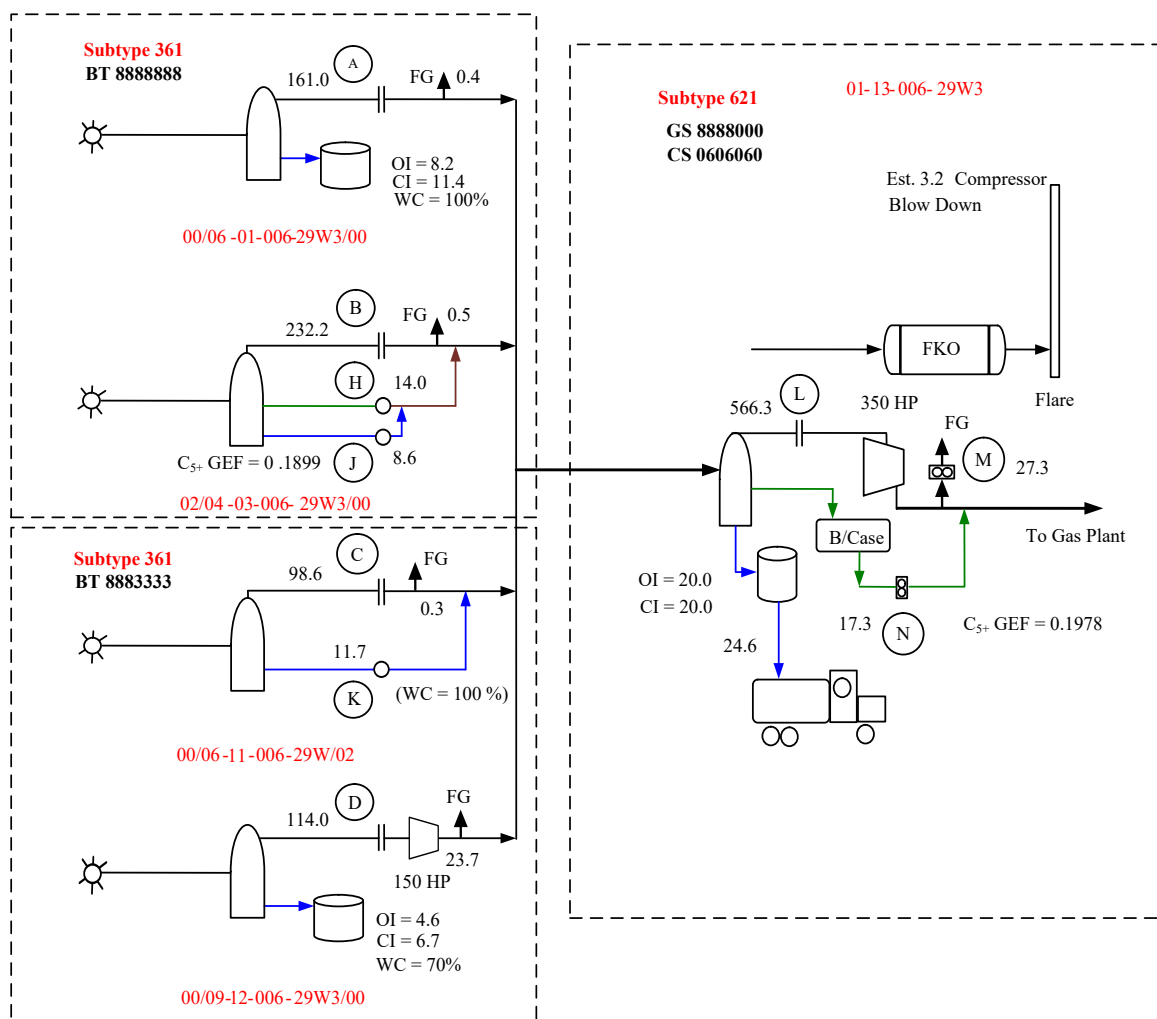 Subtype 361
BT 8888888
A
161.0
FG
0.4
OI = 8.2
CI = 11.4
WC = 100%
00/06 -01-006-29W3/00
B
232.2
FG
0.5
H
14.0
C5+ GEF = 0 .1899
J
8.6
02/04 -03-006- 29W3/00
Subtype 361
BT 8883333
C
98.6
FG
0.3
11.7
K
(WC = 100 %)
00/06 -11-006-29W/02
D
114.0
FG
23.7
150 HP
OI = 4.6
CI = 6.7
WC = 70%
00/09-12-006-29W3/00
Subtype 621
01-13-006- 29W3
GS 8888000
CS 0606060
Est. 3.2 Compressor
Blow Down
FKO
Flare
L
350 HP
566.3
FG
M
27.3
To Gas Plant
B/Case
OI = 20.0
CI = 20.0
17.3
N
C5+ GEF = 0.1978
24.6